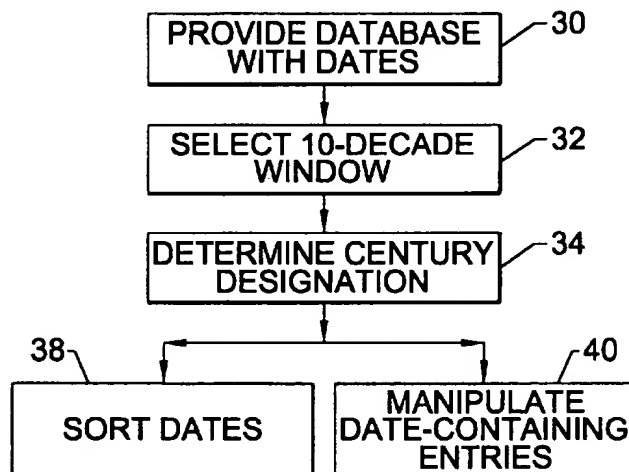 PROVIDE DATABASE
WITH DATES
30
SELECT 10-DECADE
WINDOW
32
DETERMINE CENTURY
DESIGNATION
34
38
SORT DATES
40
MANIPULATE
DATE-CONTAINING
ENTRIES